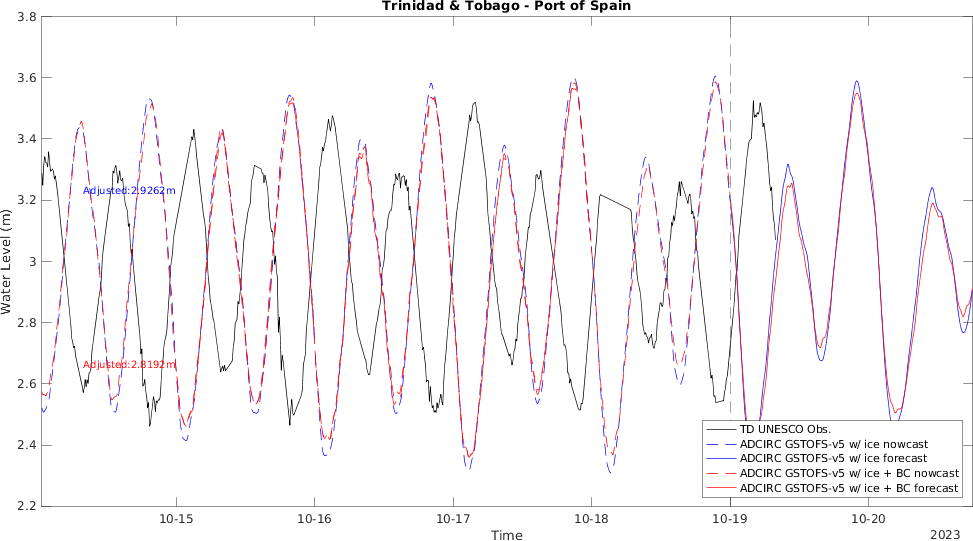 Trinidad & Tobago - Port of Spain
Water Level (m)
3.8
3.6
3.4
3.2
3
2.8
2.6
2.4
2.2
Adjusted:2.9262m
Adjusted:2.8192m
TD UNESCO Obs.
ADCIRC GSTOFS-v5 w/ ice nowcast
ADCIRC GSTOFS-v5 w/ ice forecast
ADCIRC GSTOFS-v5 w/ ice + BC nowcast
ADCIRC GSTOFS-v5 w/ ice + BC forecast
10-15 10-16 10-17 10-18 10-19 10-20
Time
2023